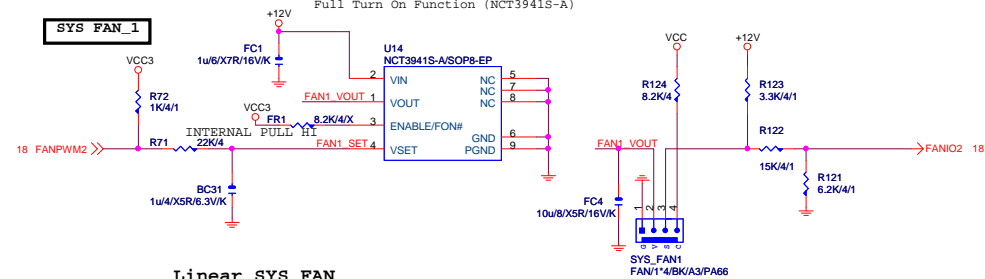 Full Turn On Function (NCT3941S-A)
SYS FAN_1
+12V
FC1
1u/6/X7R/16V/K
U14
NCT3941S-A/SOP8-EP
VCC
+12V
VCC3
R72
1K/4/1
2 VIN
NC 5
NC 7
FAN1_VOUT 1 VOUT
NC 8
R124
8.2K/4
R123
3.3K/4/1
VCC3
FR1 8.2K/4/X 3 ENABLE/FON#
INTERNAL PULL HI
GND 6
18 FANPWM2
R71 22K/4
FAN1_SET 4 VSET
PGND 9
FAN1_VOUT
R122
15K/4/1
FANIO2 18
BC31
1u/4/X5R/6.3V/K
R121
6.2K/4/1
FC4
10u/8/X5R/16V/K
1 2 3 4
G V S C
SYS_FAN1
FAN/1*4/BK/A3/PA66
Linear SYS FAN